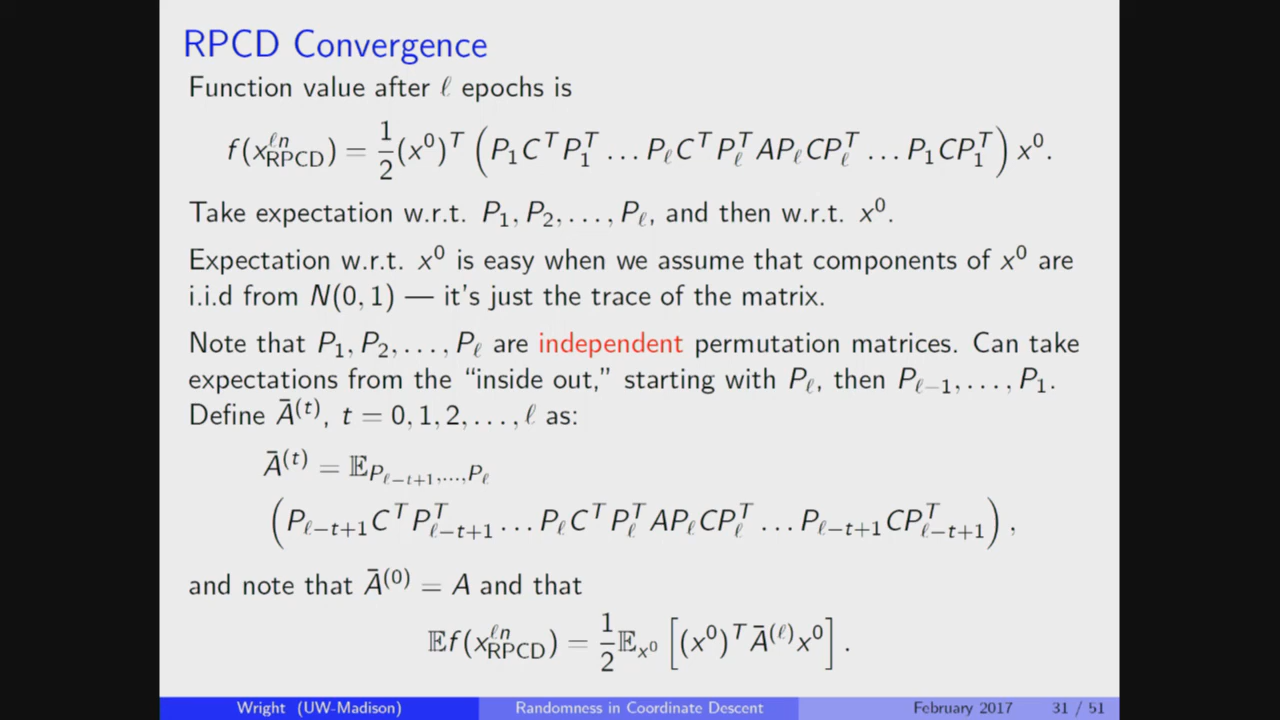 RPCD Convergence
Function value after ℓ epochs is
f(x^{ℓn}_{RPCD}) = \frac{1}{2}(x^0)^T (P_1 C^T P_1^T … P_ℓ C^T P_ℓ^T A P_ℓ C P_ℓ^T … P_1 C P_1^T) x^0.
Take expectation w.r.t. P_1, P_2, …, P_ℓ, and then w.r.t. x^0.
Expectation w.r.t. x^0 is easy when we assume that components of x^0 are
i.i.d from N(0, 1) — it's just the trace of the matrix.
Note that P_1, P_2, …, P_ℓ are independent permutation matrices. Can take
expectations from the “inside out,” starting with P_ℓ, then P_{ℓ−1}, …, P_1.
Define Ā^{(t)}, t = 0, 1, 2, …, ℓ as:
Ā^{(t)} = 𝔼_{P_{ℓ−t+1},…,P_ℓ}
(P_{ℓ−t+1} C^T P_{ℓ−t+1}^T … P_ℓ C^T P_ℓ^T A P_ℓ C P_ℓ^T … P_{ℓ−t+1} C P_{ℓ−t+1}^T),
and note that Ā^{(0)} = A and that
𝔼f(x^{ℓn}_{RPCD}) = \frac{1}{2}𝔼_{x^0} [(x^0)^T Ā^{(ℓ)} x^0].
Wright (UW-Madison) Randomness in Coordinate Descent February 2017 31 / 51